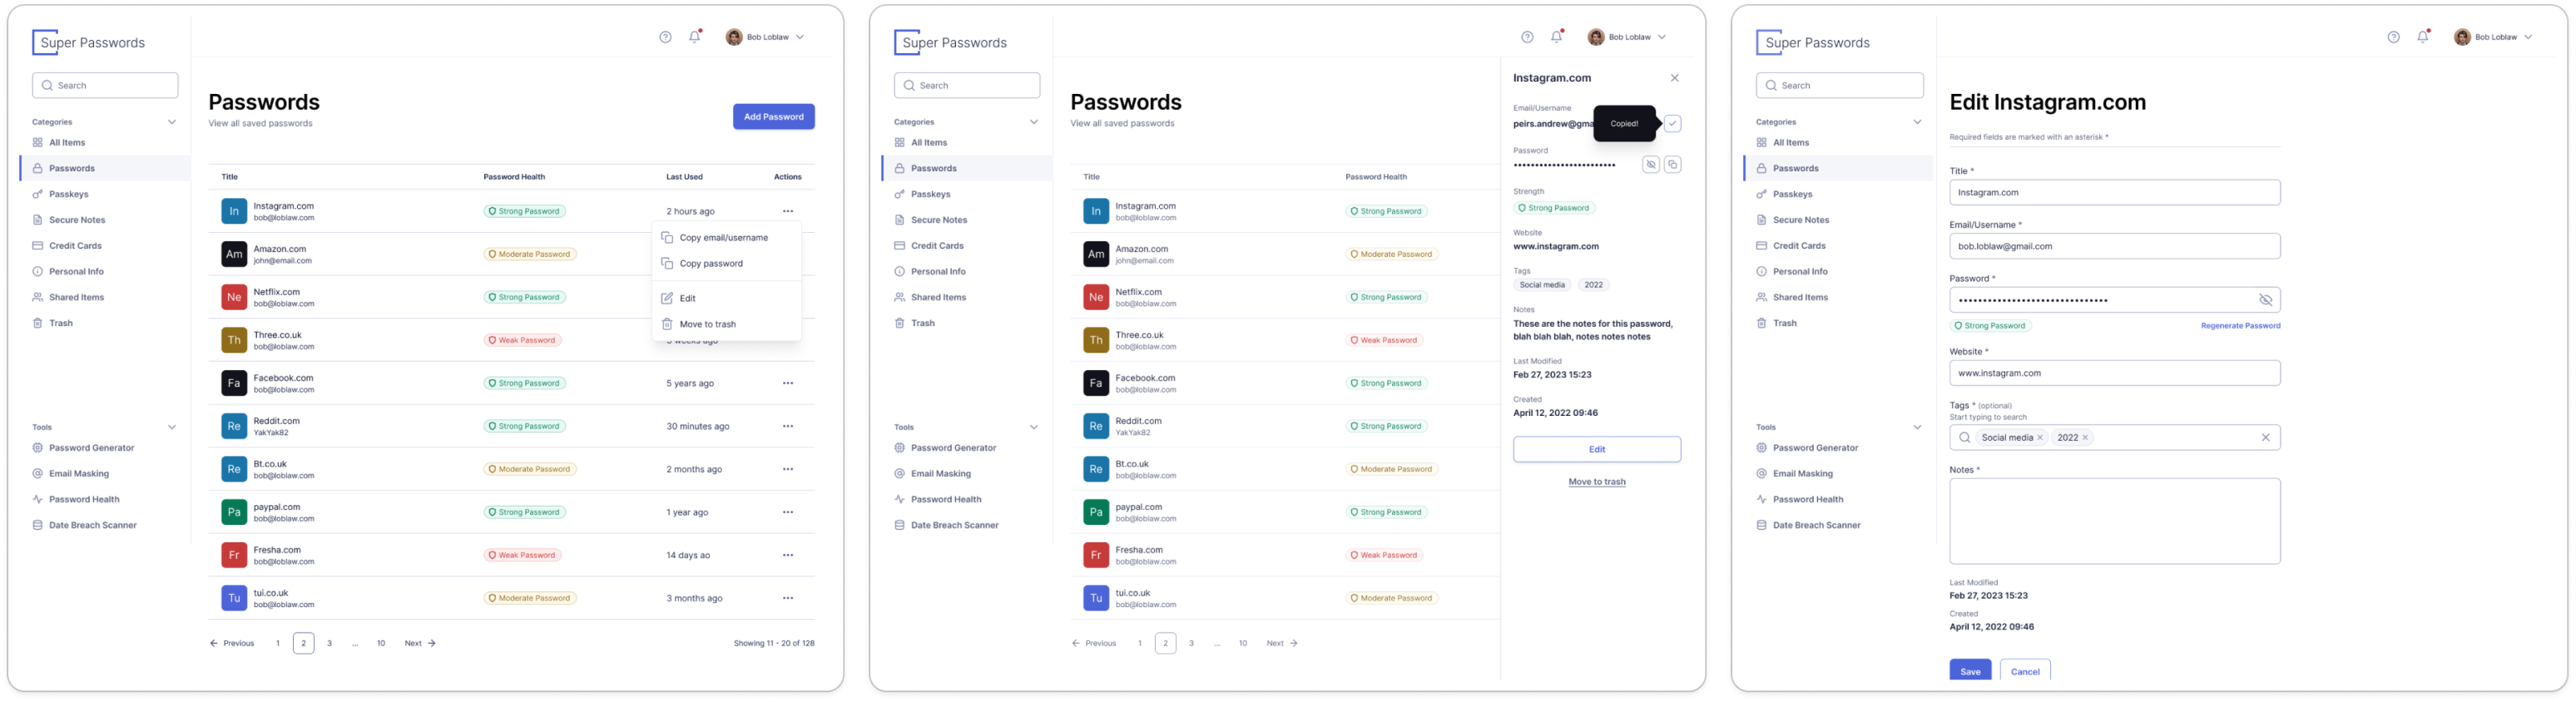 Super Passwords
Bob Loblaw
Search
Categories
All Items
Passwords
Passkeys
Secure Notes
Credit Cards
Personal Info
Shared Items
Trash
Tools
Password Generator
Email Masking
Password Health
Date Breach Scanner
Passwords
View all saved passwords
Add Password
Title Password Health Last Used Actions
In Instagram.com Strong Password 2 hours ago
bob@loblaw.com
Am Amazon.com Moderate Password
john@email.com
Ne Netflix.com Strong Password
bob@loblaw.com
Th Three.co.uk Weak Password weeks ago
bob@loblaw.com
Fa Facebook.com Strong Password 5 years ago
bob@loblaw.com
Re Reddit.com Strong Password 30 minutes ago
YakYak82
Re Bt.co.uk Moderate Password 2 months ago
bob@loblaw.com
Pa paypal.com Strong Password 1 year ago
bob@loblaw.com
Fr Fresha.com Weak Password 14 days ao
bob@loblaw.com
Tu tui.co.uk Moderate Password 3 months ago
bob@loblaw.com
Copy email/username
Copy password
Edit
Move to trash
Previous 1 2 3 ... 10 Next Showing 11 - 20 of 128
Super Passwords
Bob Loblaw
Search
Categories
All Items
Passwords
Passkeys
Secure Notes
Credit Cards
Personal Info
Shared Items
Trash
Tools
Password Generator
Email Masking
Password Health
Date Breach Scanner
Passwords
View all saved passwords
Title Password Health
In Instagram.com Strong Password
bob@loblaw.com
Am Amazon.com Moderate Password
john@email.com
Ne Netflix.com Strong Password
bob@loblaw.com
Th Three.co.uk Weak Password
bob@loblaw.com
Fa Facebook.com Strong Password
bob@loblaw.com
Re Reddit.com Strong Password
YakYak82
Re Bt.co.uk Moderate Password
bob@loblaw.com
Pa paypal.com Strong Password
bob@loblaw.com
Fr Fresha.com Weak Password
bob@loblaw.com
Tu tui.co.uk Moderate Password
bob@loblaw.com
Previous 1 2 3 ... 10 Next
Instagram.com
Email/Username
peirs.andrew@gma Copied!
Password
Strength
Strong Password
Website
www.instagram.com
Tags
Social media 2022
Notes
These are the notes for this password,
blah blah blah, notes notes notes
Last Modified
Feb 27, 2023 15:23
Created
April 12, 2022 09:46
Edit
Move to trash
Super Passwords
Bob Loblaw
Search
Categories
All Items
Passwords
Passkeys
Secure Notes
Credit Cards
Personal Info
Shared Items
Trash
Tools
Password Generator
Email Masking
Password Health
Date Breach Scanner
Edit Instagram.com
Required fields are marked with an asterisk *
Title *
Instagram.com
Email/Username *
bob.loblaw@gmail.com
Password *
Strong Password Regenerate Password
Website *
www.instagram.com
Tags * (optional)
Start typing to search
Social media 2022
Notes *
Last Modified
Feb 27, 2023 15:23
Created
April 12, 2022 09:46
Save Cancel